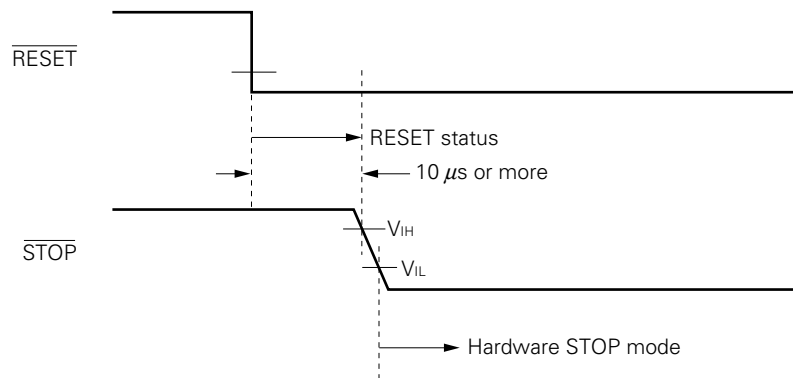 RESET
RESET status
10 μs or more
STOP
VIH
VIL
Hardware STOP mode